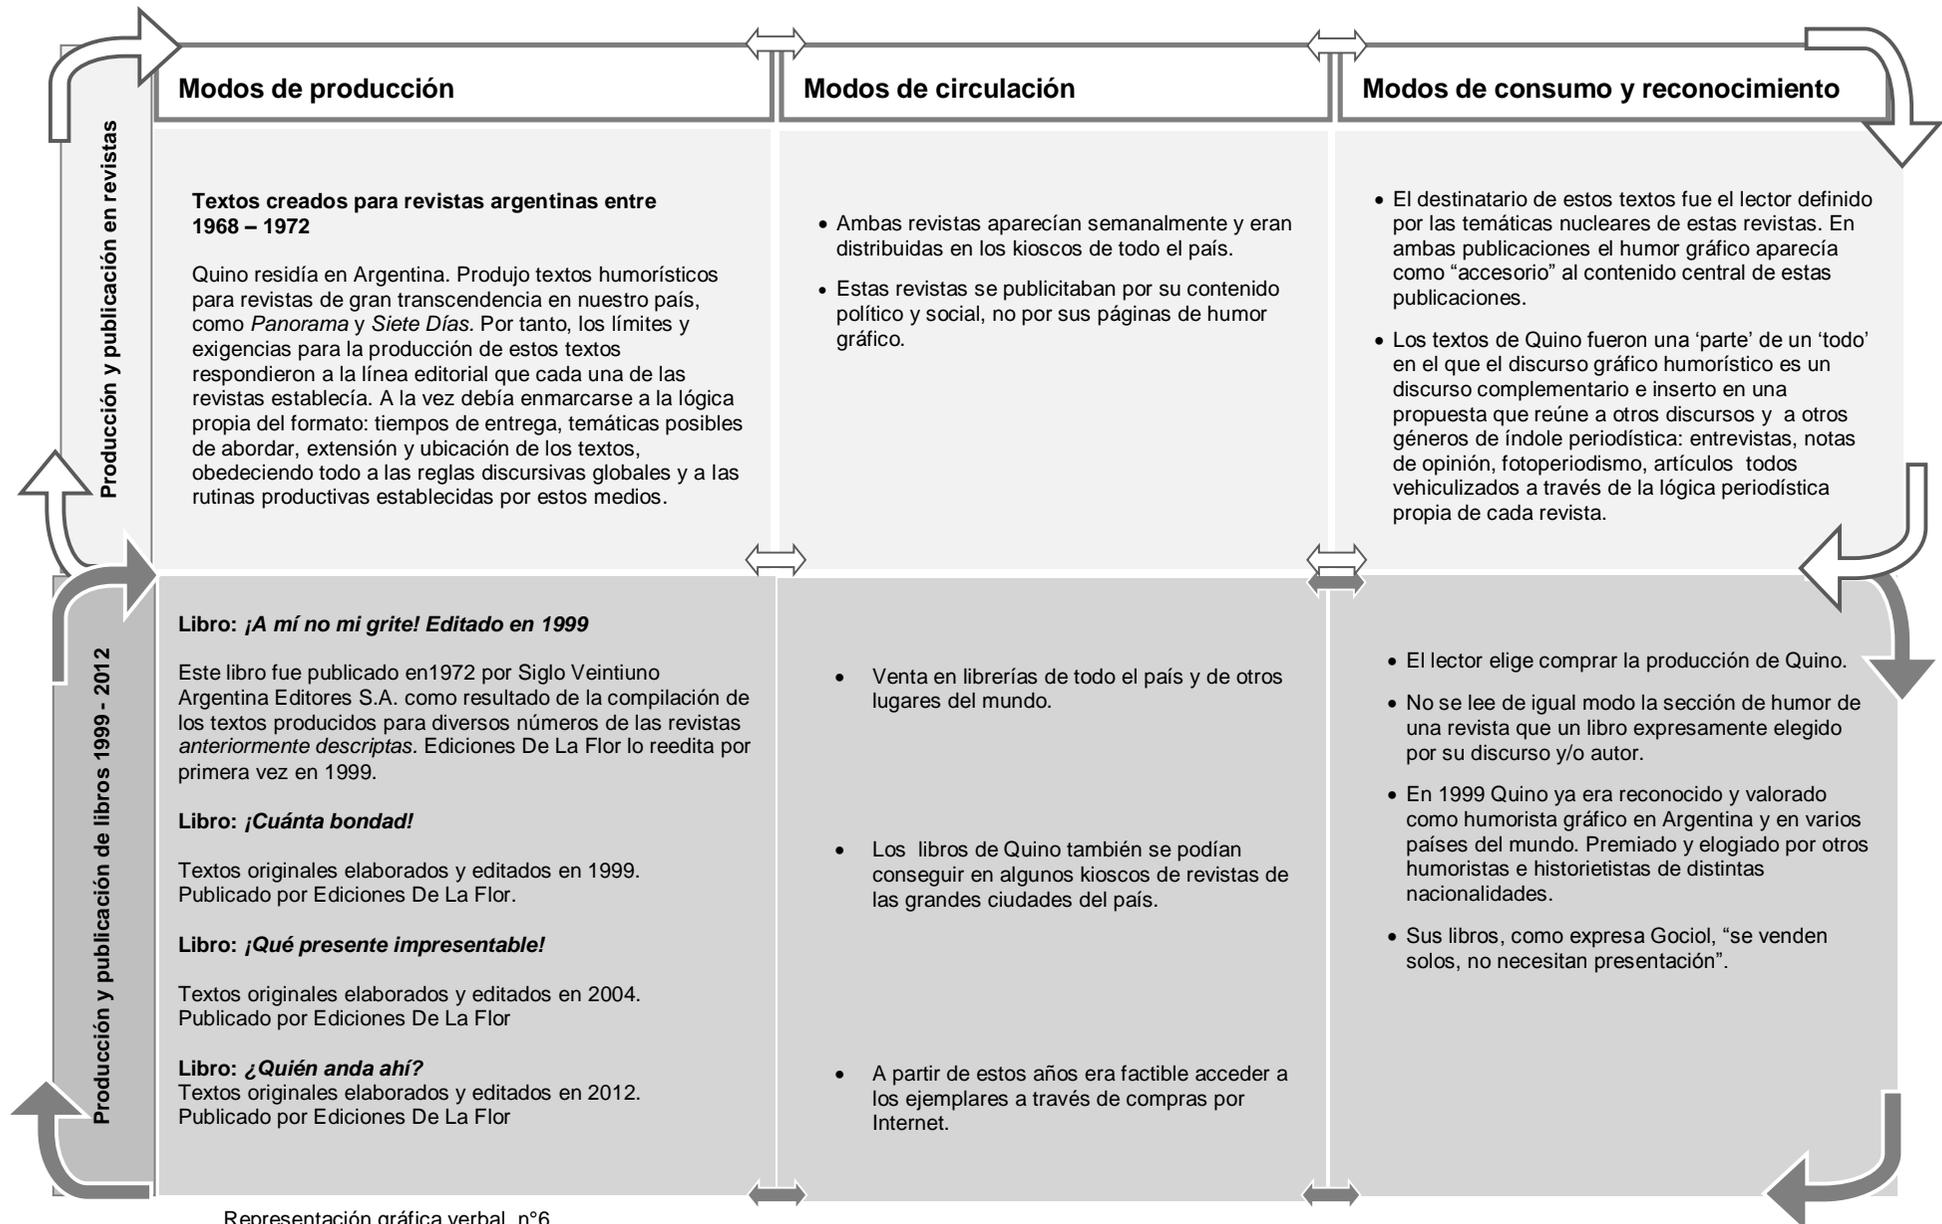 Modos de producción
Modos de circulación
Modos de consumo y reconocimiento
Producción y publicación en revistas
Textos creados para revistas argentinas entre
1968 – 1972
Quino residía en Argentina. Produjo textos humorísticos
para revistas de gran transcendencia en nuestro país,
como Panorama y Siete Días. Por tanto, los límites y
exigencias para la producción de estos textos
respondieron a la línea editorial que cada una de las
revistas establecía. A la vez debía enmarcarse a la lógica
propia del formato: tiempos de entrega, temáticas posibles
de abordar, extensión y ubicación de los textos,
obedeciendo todo a las reglas discursivas globales y a las
rutinas productivas establecidas por estos medios.
• Ambas revistas aparecían semanalmente y eran
distribuidas en los kioscos de todo el país.
• Estas revistas se publicitaban por su contenido
político y social, no por sus páginas de humor
gráfico.
• El destinatario de estos textos fue el lector definido
por las temáticas nucleares de estas revistas. En
ambas publicaciones el humor gráfico aparecía
como “accesorio” al contenido central de estas
publicaciones.
• Los textos de Quino fueron una ‘parte’ de un ‘todo’
en el que el discurso gráfico humorístico es un
discurso complementario e inserto en una
propuesta que reúne a otros discursos y a otros
géneros de índole periodística: entrevistas, notas
de opinión, fotoperiodismo, artículos todos
vehiculizados a través de la lógica periodística
propia de cada revista.
Producción y publicación de libros 1999 - 2012
Libro: ¡A mí no mi grite! Editado en 1999
Este libro fue publicado en1972 por Siglo Veintiuno
Argentina Editores S.A. como resultado de la compilación de
los textos producidos para diversos números de las revistas
anteriormente descriptas. Ediciones De La Flor lo reedita por
primera vez en 1999.
Libro: ¡Cuánta bondad!
Textos originales elaborados y editados en 1999.
Publicado por Ediciones De La Flor.
Libro: ¡Qué presente impresentable!
Textos originales elaborados y editados en 2004.
Publicado por Ediciones De La Flor
Libro: ¿Quién anda ahí?
Textos originales elaborados y editados en 2012.
Publicado por Ediciones De La Flor
• Venta en librerías de todo el país y de otros
lugares del mundo.
• Los libros de Quino también se podían
conseguir en algunos kioscos de revistas de
las grandes ciudades del país.
• A partir de estos años era factible acceder a
los ejemplares a través de compras por
Internet.
• El lector elige comprar la producción de Quino.
• No se lee de igual modo la sección de humor de
una revista que un libro expresamente elegido
por su discurso y/o autor.
• En 1999 Quino ya era reconocido y valorado
como humorista gráfico en Argentina y en varios
países del mundo. Premiado y elogiado por otros
humoristas e historietistas de distintas
nacionalidades.
• Sus libros, como expresa Gociol, “se venden
solos, no necesitan presentación”.
Representación gráfica verbal n°6